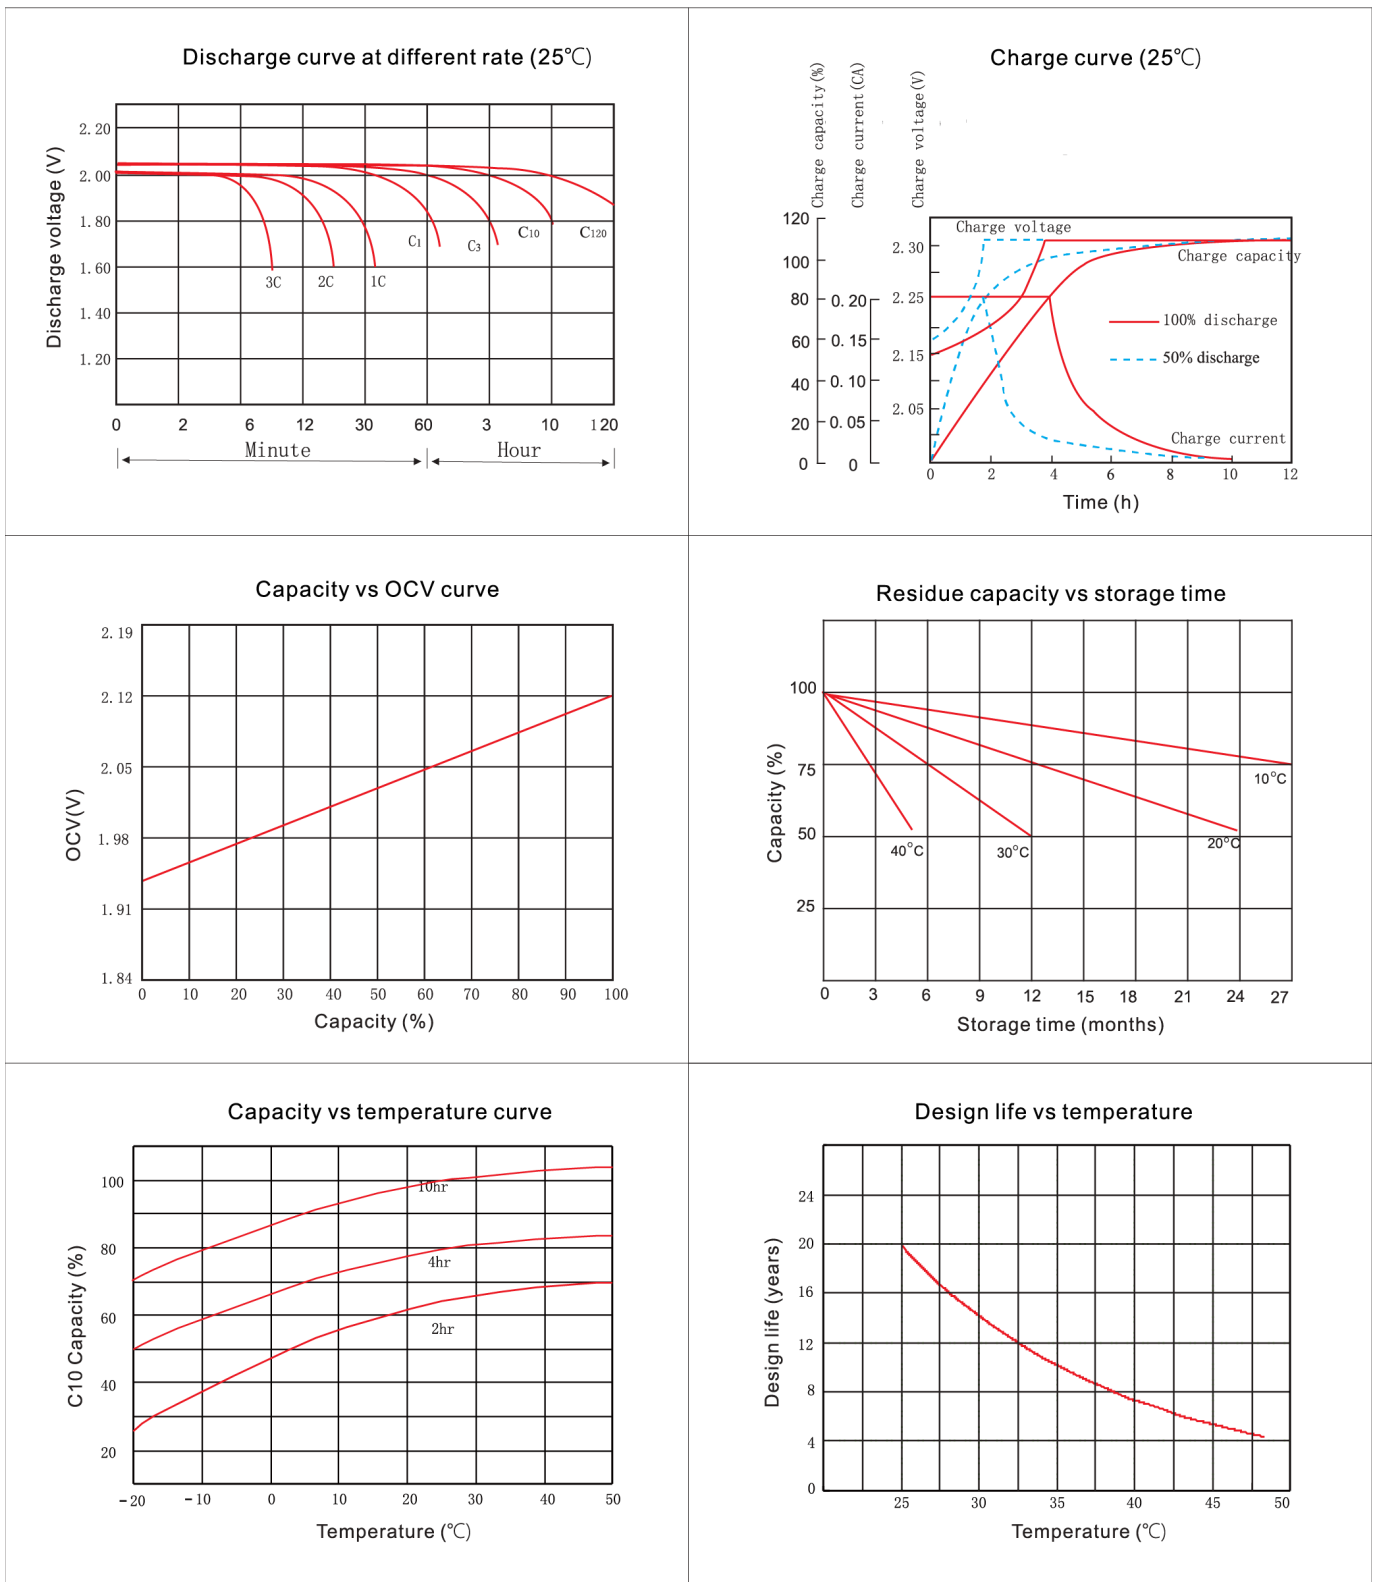 Discharge curve at different rate (25℃)
Discharge voltage (V)
2.20
2.00
1.80
1.60
1.40
1.20
3C
2C
1C
C1
C3
C10
C120
0 2 6 12 30 60 3 10 120
Minute
Hour
Charge curve (25℃)
Charge capacity(%)
Charge current(CA)
Charge voltage(V)
120
100
80
60
40
20
0
0.20
0.15
0.10
0.05
0
2.30
2.25
2.15
2.05
Charge voltage
Charge capacity
100% discharge
50% discharge
Charge current
0 2 4 6 8 10 12
Time (h)
Capacity vs OCV curve
OCV(V)
2.19
2.12
2.05
1.98
1.91
1.84
0 10 20 30 40 50 60 70 80 90 100
Capacity (%)
Residue capacity vs storage time
Capacity (%)
100
75
50
25
10°C
20°C
30°C
40°C
0 3 6 9 12 15 18 21 24 27
Storage time (months)
Capacity vs temperature curve
C10 Capacity (%)
100
80
60
40
20
10hr
4hr
2hr
-20 -10 0 10 20 30 40 50
Temperature (℃)
Design life vs temperature
Design life (years)
24
20
16
12
8
4
0
25 30 35 40 45 50
Temperature (℃)